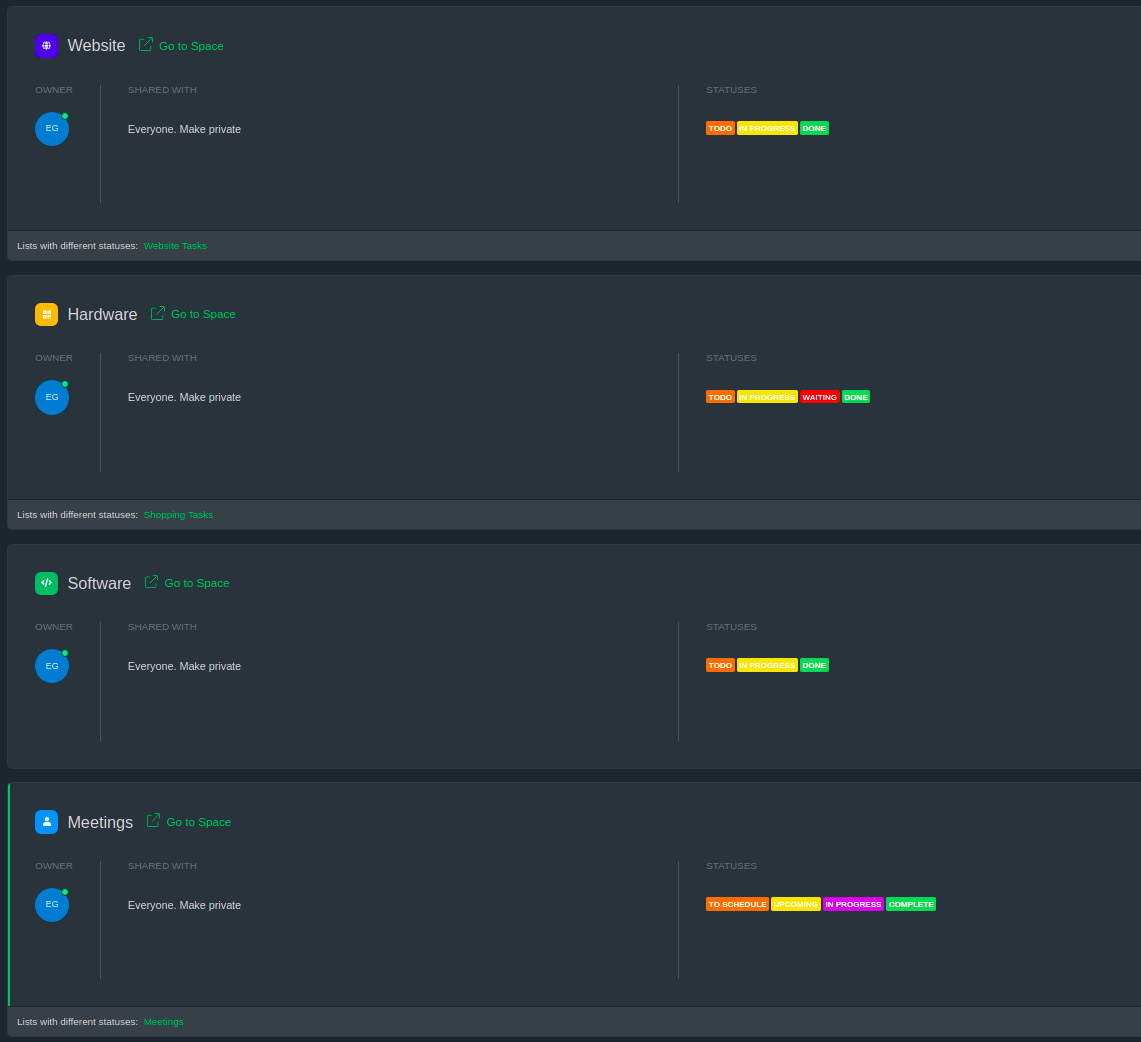 Website Go to Space
OWNER SHARED WITH STATUSES
EG Everyone. Make private TODO IN PROGRESS DONE
Lists with different statuses: Website Tasks
Hardware Go to Space
OWNER SHARED WITH STATUSES
EG Everyone. Make private TODO IN PROGRESS WAITING DONE
Lists with different statuses: Shopping Tasks
Software Go to Space
OWNER SHARED WITH STATUSES
EG Everyone. Make private TODO IN PROGRESS DONE
Meetings Go to Space
OWNER SHARED WITH STATUSES
EG Everyone. Make private TO SCHEDULE UPCOMING IN PROGRESS COMPLETE
Lists with different statuses: Meetings